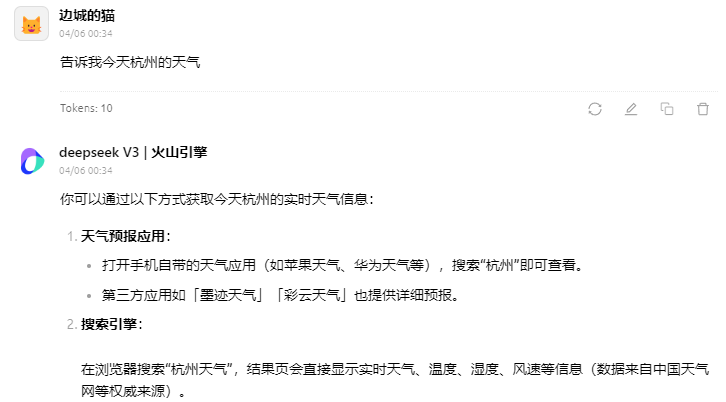 边城的猫
04/06 00:34
告诉我今天杭州的天气
Tokens: 10
deepseek V3 | 火山引擎
04/06 00:34
你可以通过以下方式获取今天杭州的实时天气信息：
1. 天气预报应用：
• 打开手机自带的天气应用（如苹果天气、华为天气等），搜索“杭州”即可查看。
• 第三方应用如「墨迹天气」「彩云天气」也提供详细预报。
2. 搜索引擎：
在浏览器搜索“杭州天气”，结果页会直接显示实时天气、温度、湿度、风速等信息（数据来自中国天气
网等权威来源）。